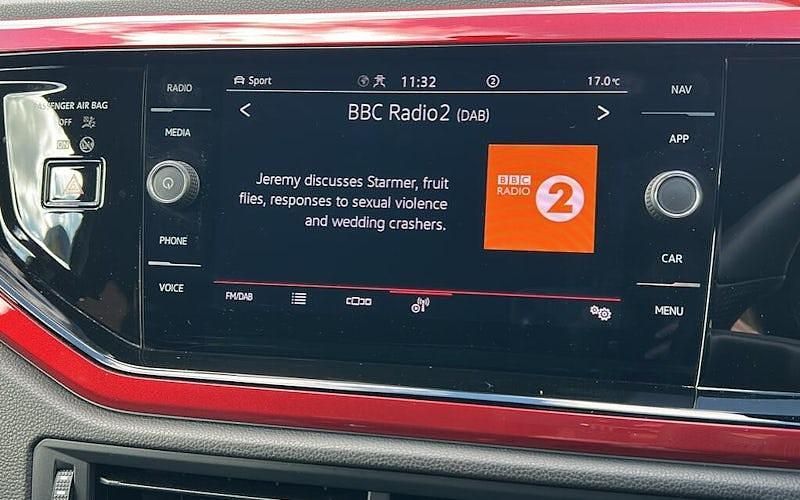 Sport 11:32 2 17.0°C
RADIO
NAV
< BBC Radio2 (DAB) >
PASSENGER AIR BAG
OFF
ON
MEDIA
APP
Jeremy discusses Starmer, fruit
flies, responses to sexual violence
and wedding crashers.
BBC
RADIO
2
PHONE
CAR
VOICE
FM/DAB
MENU